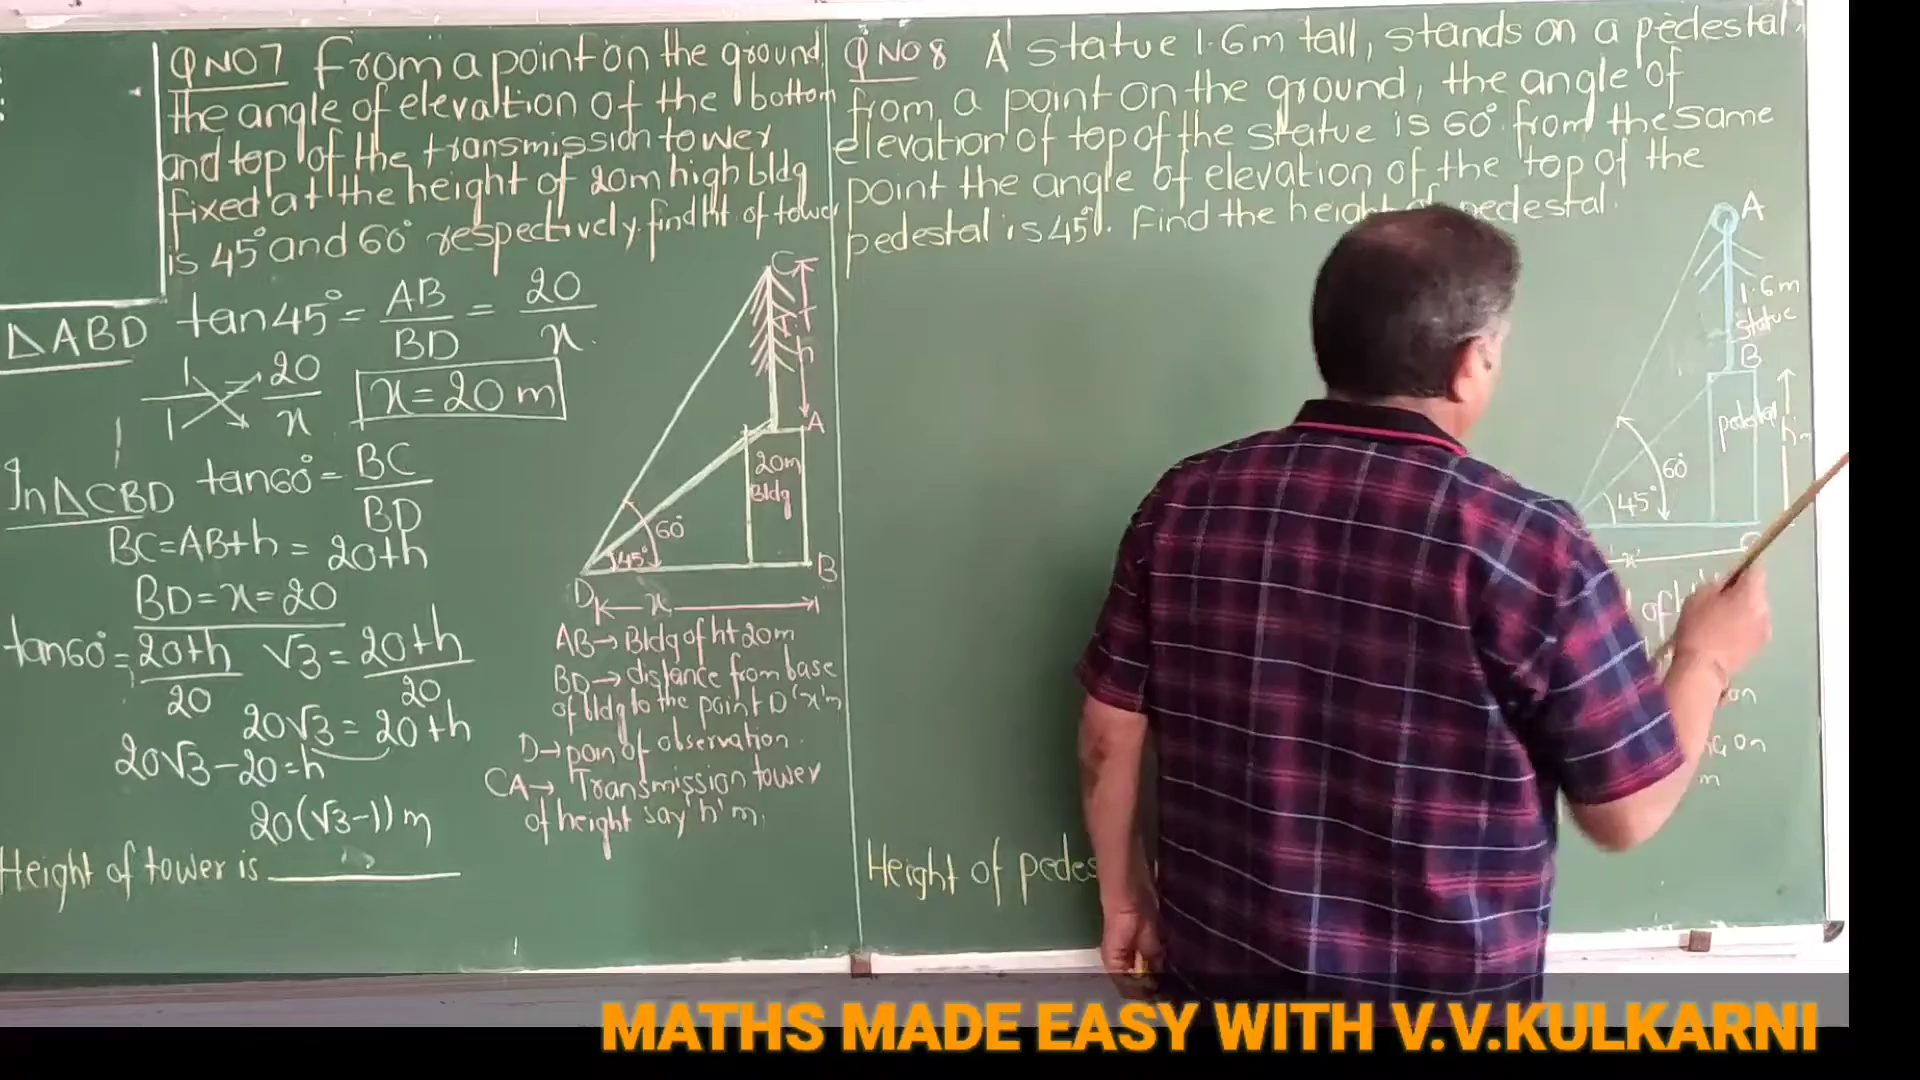 Q NO 7 From a point on the ground
the angle of elevation of the bottom
and top of the transmission tower
fixed at the height of 20m high bldg
is 45° and 60° respectively. find ht. of tower
△ABD tan45° = AB/BD = 20/x
1/1 = 20/x x = 20 m
In△CBD tan60° = BC/BD
BC = AB+h = 20+h
BD = x = 20
tan60° = 20+h/20 √3 = 20+h/20
20√3 = 20+h
20√3 - 20 = h
20(√3-1) m
Height of tower is
C
h
A
20m
Bldg
60°
45°
D
B
x
AB→ Bldg of ht 20m
BD→ distance from base
of bldg to the point D 'x' m
D→ poin of observation.
CA→ Transmission tower
of height say 'h' m.
Q NO 8 A statue 1.6m tall, stands on a pedestal,
from a point on the ground, the angle of
elevation of top of the statue is 60° from the same
point the angle of elevation of the top of the
pedestal is 45°. Find the height pedestal.
A
1.6m
statue
B
pedestal
60°
45°
x
on
on
m
Height of pedes
MATHS MADE EASY WITH V.V.KULKARNI